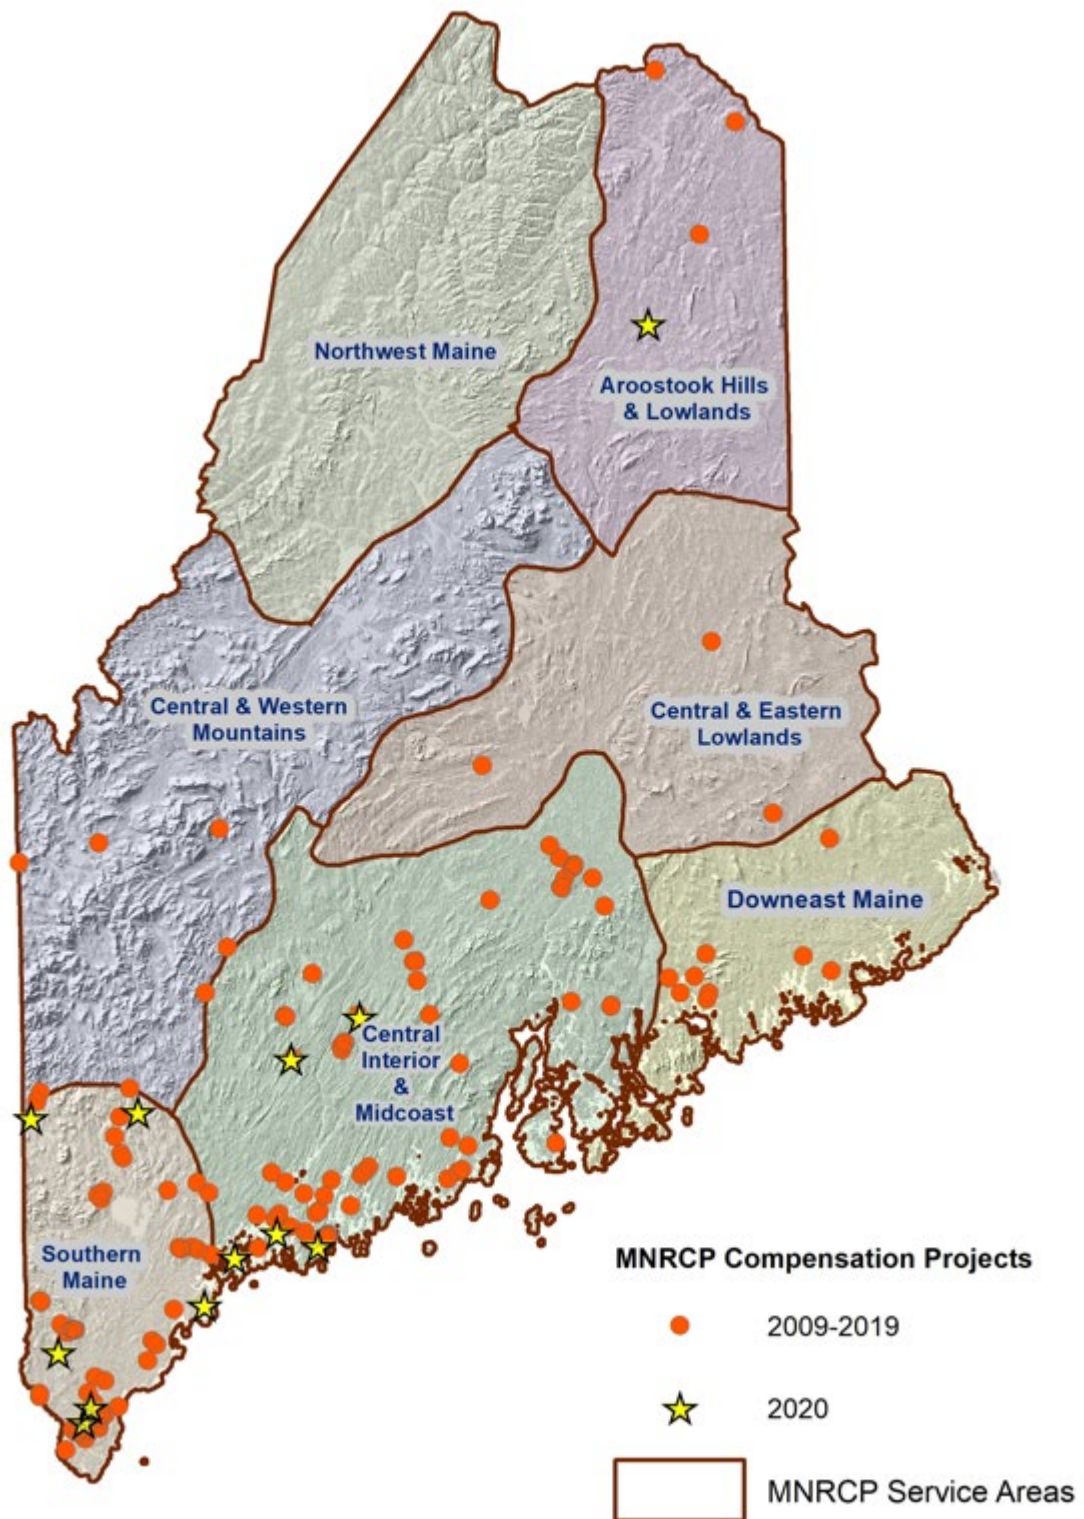 Northwest Maine
Aroostook Hills
& Lowlands
Central & Western
Mountains
Central & Eastern
Lowlands
Downeast Maine
Central
Interior
&
Midcoast
Southern
Maine
MNRCP Compensation Projects
2009-2019
2020
MNRCP Service Areas